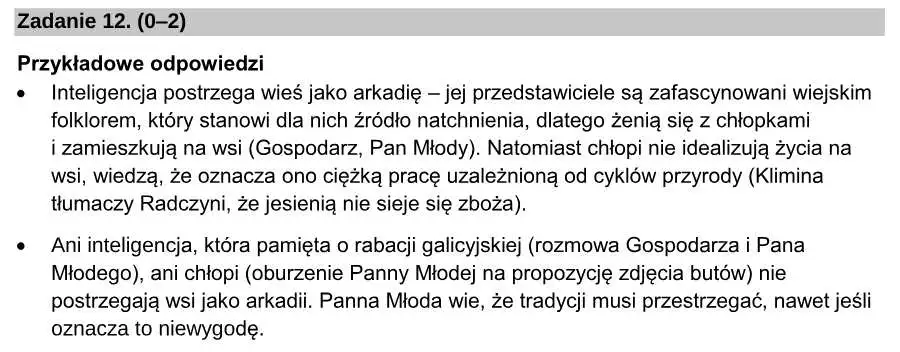 Zadanie 12. (0–2)
Przykładowe odpowiedzi
• Inteligencja postrzega wieś jako arkadię – jej przedstawiciele są zafascynowani wiejskim
folklorem, który stanowi dla nich źródło natchnienia, dlatego żenią się z chłopkami
i zamieszkują na wsi (Gospodarz, Pan Młody). Natomiast chłopi nie idealizują życia na
wsi, wiedzą, że oznacza ono ciężką pracę uzależnioną od cyklów przyrody (Klimina
tłumaczy Radczyni, że jesienią nie sieje się zboża).
• Ani inteligencja, która pamięta o rabacji galicyjskiej (rozmowa Gospodarza i Pana
Młodego), ani chłopi (oburzenie Panny Młodej na propozycję zdjęcia butów) nie
postrzegają wsi jako arkadii. Panna Młoda wie, że tradycji musi przestrzegać, nawet jeśli
oznacza to niewygodę.